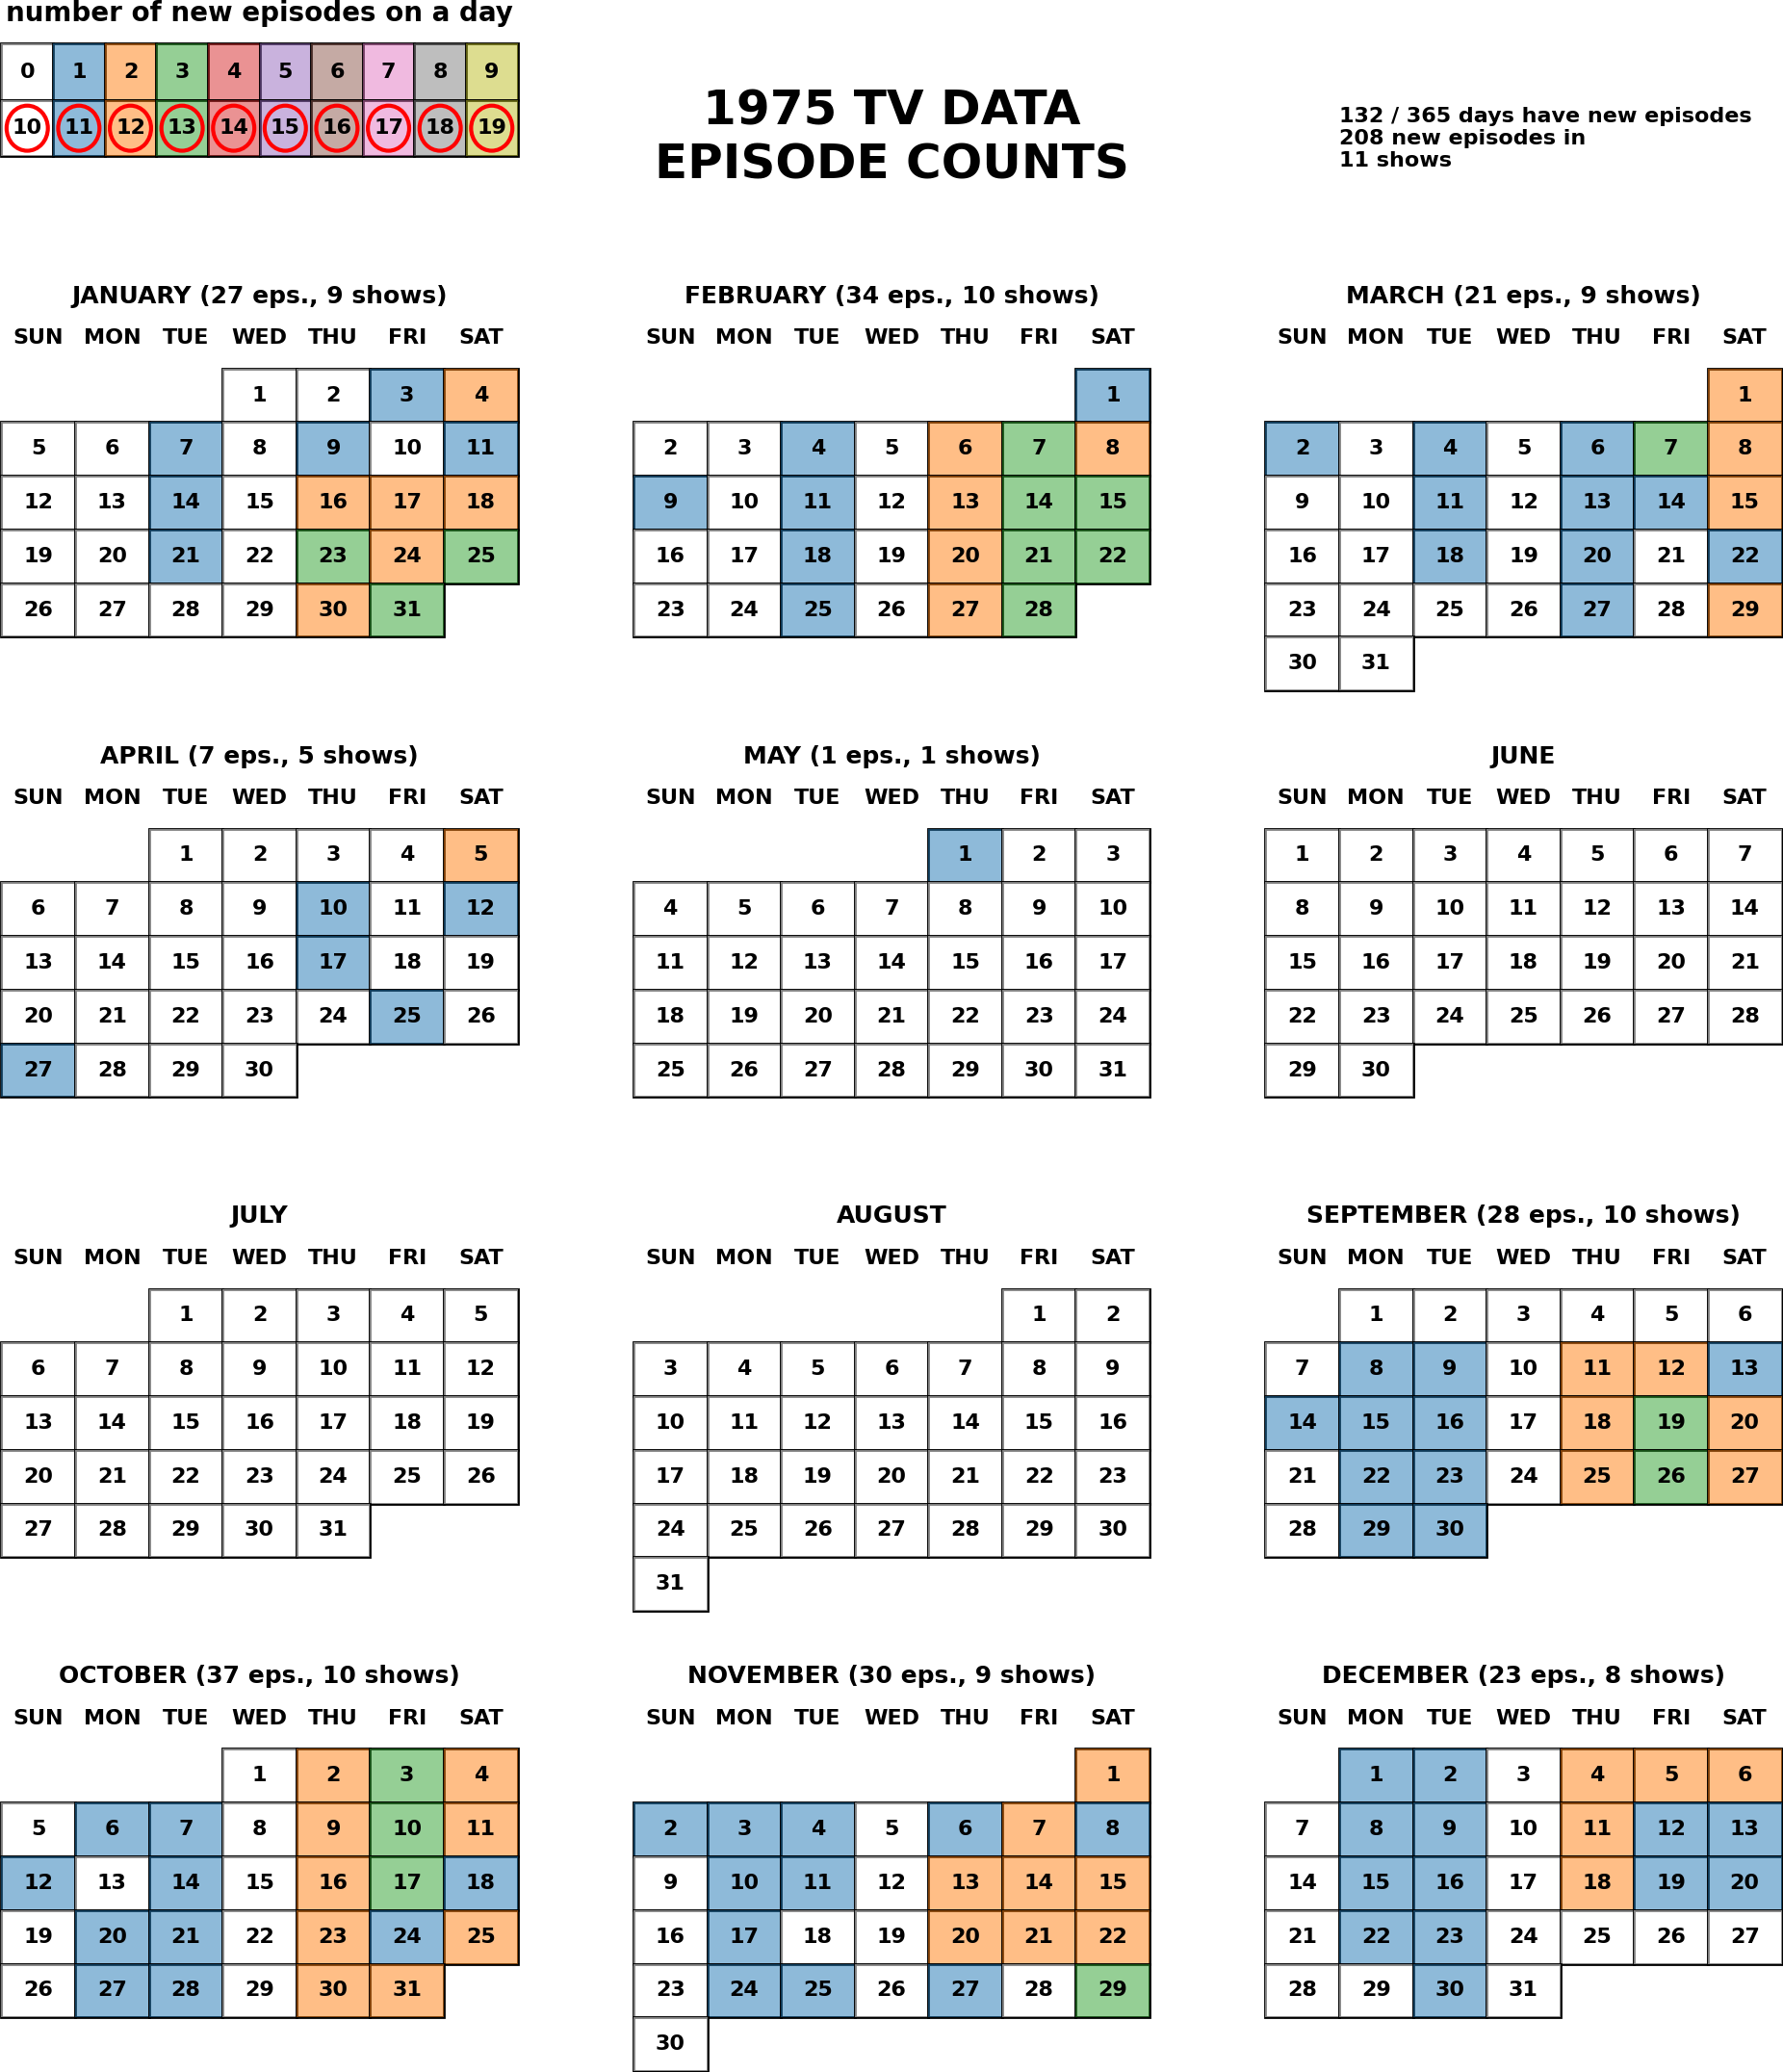 number of new episodes on a day
0 1 2 3 4 5 6 7 8 9
10 11 12 13 14 15 16 17 18 19
1975 TV DATA
EPISODE COUNTS
132 / 365 days have new episodes
208 new episodes in
11 shows
JANUARY (27 eps., 9 shows)
SUN MON TUE WED THU FRI SAT
1 2 3 4
5 6 7 8 9 10 11
12 13 14 15 16 17 18
19 20 21 22 23 24 25
26 27 28 29 30 31
FEBRUARY (34 eps., 10 shows)
SUN MON TUE WED THU FRI SAT
1
2 3 4 5 6 7 8
9 10 11 12 13 14 15
16 17 18 19 20 21 22
23 24 25 26 27 28
MARCH (21 eps., 9 shows)
SUN MON TUE WED THU FRI SAT
1
2 3 4 5 6 7 8
9 10 11 12 13 14 15
16 17 18 19 20 21 22
23 24 25 26 27 28 29
30 31
APRIL (7 eps., 5 shows)
SUN MON TUE WED THU FRI SAT
1 2 3 4 5
6 7 8 9 10 11 12
13 14 15 16 17 18 19
20 21 22 23 24 25 26
27 28 29 30
MAY (1 eps., 1 shows)
SUN MON TUE WED THU FRI SAT
1 2 3
4 5 6 7 8 9 10
11 12 13 14 15 16 17
18 19 20 21 22 23 24
25 26 27 28 29 30 31
JUNE
SUN MON TUE WED THU FRI SAT
1 2 3 4 5 6 7
8 9 10 11 12 13 14
15 16 17 18 19 20 21
22 23 24 25 26 27 28
29 30
JULY
SUN MON TUE WED THU FRI SAT
1 2 3 4 5
6 7 8 9 10 11 12
13 14 15 16 17 18 19
20 21 22 23 24 25 26
27 28 29 30 31
AUGUST
SUN MON TUE WED THU FRI SAT
1 2
3 4 5 6 7 8 9
10 11 12 13 14 15 16
17 18 19 20 21 22 23
24 25 26 27 28 29 30
31
SEPTEMBER (28 eps., 10 shows)
SUN MON TUE WED THU FRI SAT
1 2 3 4 5 6
7 8 9 10 11 12 13
14 15 16 17 18 19 20
21 22 23 24 25 26 27
28 29 30
OCTOBER (37 eps., 10 shows)
SUN MON TUE WED THU FRI SAT
1 2 3 4
5 6 7 8 9 10 11
12 13 14 15 16 17 18
19 20 21 22 23 24 25
26 27 28 29 30 31
NOVEMBER (30 eps., 9 shows)
SUN MON TUE WED THU FRI SAT
1
2 3 4 5 6 7 8
9 10 11 12 13 14 15
16 17 18 19 20 21 22
23 24 25 26 27 28 29
30
DECEMBER (23 eps., 8 shows)
SUN MON TUE WED THU FRI SAT
1 2 3 4 5 6
7 8 9 10 11 12 13
14 15 16 17 18 19 20
21 22 23 24 25 26 27
28 29 30 31